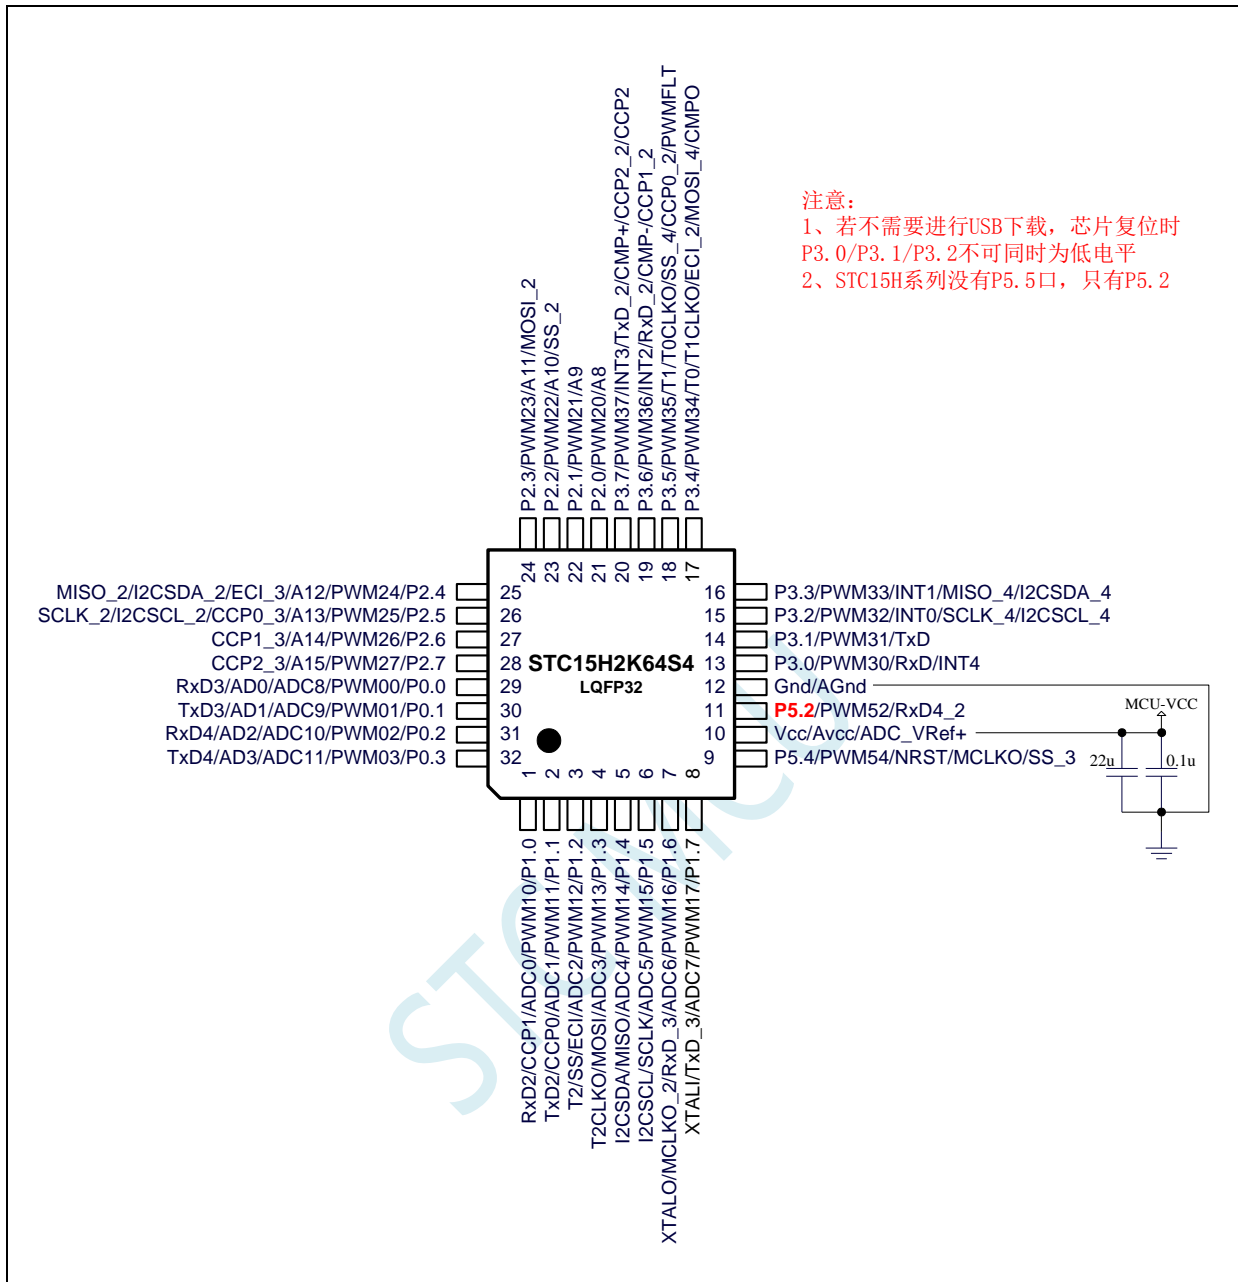 注意:
1、若不需要进行USB下载，芯片复位时
P3.0/P3.1/P3.2不可同时为低电平
2、STC15H系列没有P5.5口，只有P5.2
P2.3/PWM23/A11/MOSI_2
P2.2/PWM22/A10/SS_2
P2.1/PWM21/A9
P2.0/PWM20/A8
P3.7/PWM37/INT3/TxD_2/CMP+/CCP2_2/CCP2
P3.6/PWM36/INT2/RxD_2/CMP-/CCP1_2
P3.5/PWM35/T1/T0CLKO/SS_4/CCP0_2/PWMFLT
P3.4/PWM34/T0/T1CLKO/ECI_2/MOSI_4/CMPO
24
23
22
21
20
19
18
17
MISO_2/I2CSDA_2/ECI_3/A12/PWM24/P2.4
25
SCLK_2/I2CSCL_2/CCP0_3/A13/PWM25/P2.5
26
CCP1_3/A14/PWM26/P2.6
27
CCP2_3/A15/PWM27/P2.7
28
RxD3/AD0/ADC8/PWM00/P0.0
29
TxD3/AD1/ADC9/PWM01/P0.1
30
RxD4/AD2/ADC10/PWM02/P0.2
31
TxD4/AD3/ADC11/PWM03/P0.3
32
STC15H2K64S4
LQFP32
16
P3.3/PWM33/INT1/MISO_4/I2CSDA_4
15
P3.2/PWM32/INT0/SCLK_4/I2CSCL_4
14
P3.1/PWM31/TxD
13
P3.0/PWM30/RxD/INT4
12
Gnd/AGnd
11
P5.2/PWM52/RxD4_2
10
Vcc/Avcc/ADC_VRef+
9
P5.4/PWM54/NRST/MCLKO/SS_3
MCU-VCC
22u
0.1u
1
2
3
4
5
6
7
8
RxD2/CCP1/ADC0/PWM10/P1.0
TxD2/CCP0/ADC1/PWM11/P1.1
T2/SS/ECI/ADC2/PWM12/P1.2
T2CLKO/MOSI/ADC3/PWM13/P1.3
I2CSDA/MISO/ADC4/PWM14/P1.4
I2CSCL/SCLK/ADC5/PWM15/P1.5
XTALO/MCLKO_2/RxD_3/ADC6/PWM16/P1.6
XTALI/TxD_3/ADC7/PWM17/P1.7
STC MCU